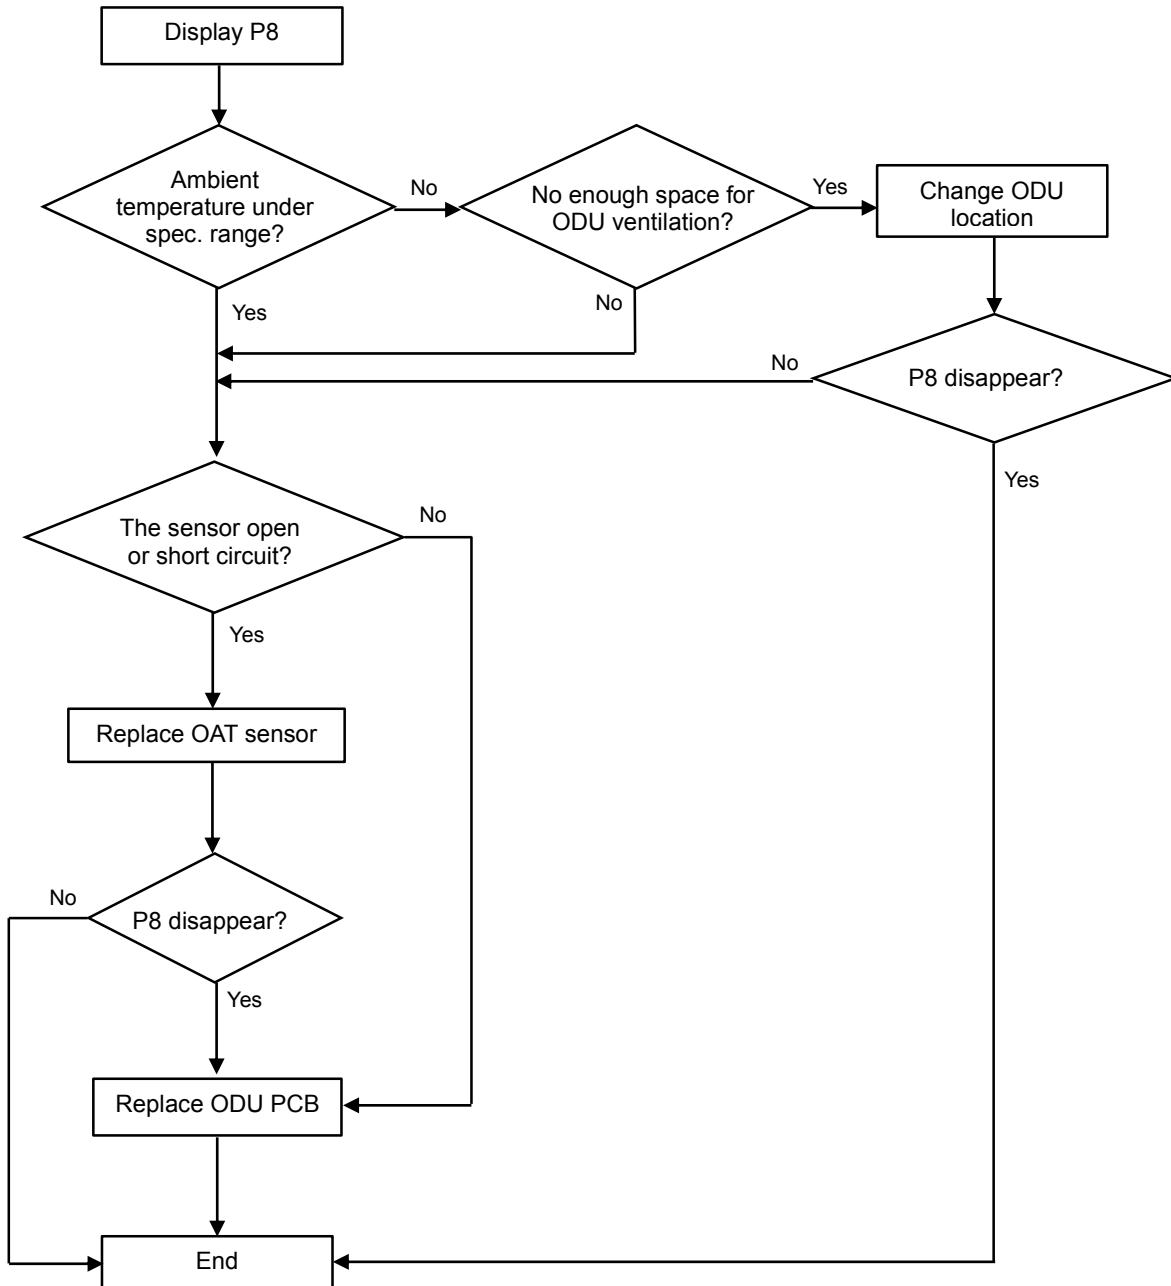 Display P8
Ambient
temperature under
spec. range?
No
No enough space for
ODU ventilation?
Yes
Change ODU
location
Yes
No
No
P8 disappear?
Yes
The sensor open
or short circuit?
No
Yes
Replace OAT sensor
No
P8 disappear?
Yes
Replace ODU PCB
End